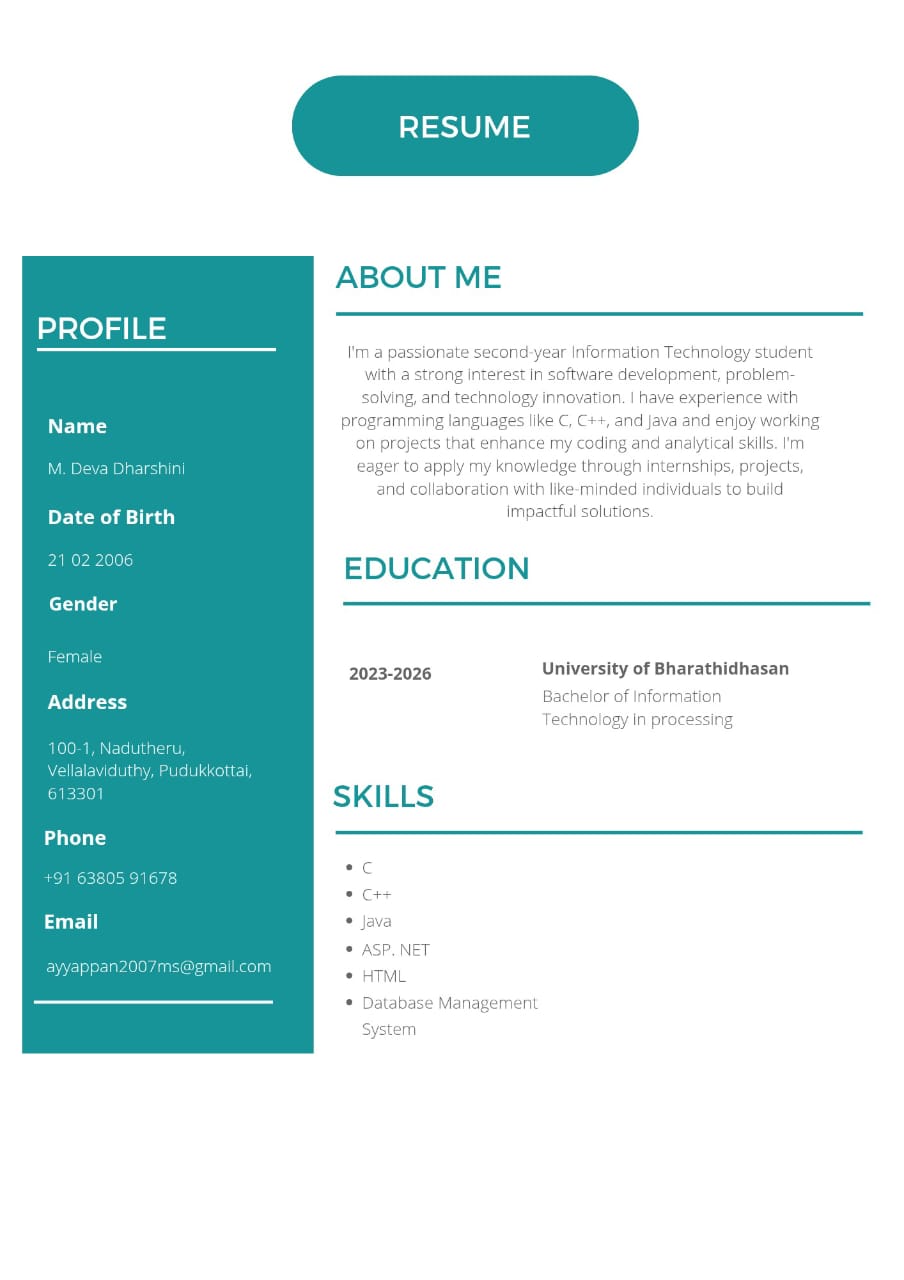 RESUME
PROFILE
Name
M. Deva Dharshini
Date of Birth
21 02 2006
Gender
Female
Address
100-1, Nadutheru,
Vellalaviduthy, Pudukkottai,
613301
Phone
+91 63805 91678
Email
ayyappan2007ms@gmail.com
ABOUT ME
I'm a passionate second-year Information Technology student
with a strong interest in software development, problem-
solving, and technology innovation. I have experience with
programming languages like C, C++, and Java and enjoy working
on projects that enhance my coding and analytical skills. I'm
eager to apply my knowledge through internships, projects,
and collaboration with like-minded individuals to build
impactful solutions.
EDUCATION
2023-2026
University of Bharathidhasan
Bachelor of Information
Technology in processing
SKILLS
• C
• C++
• Java
• ASP. NET
• HTML
• Database Management
System